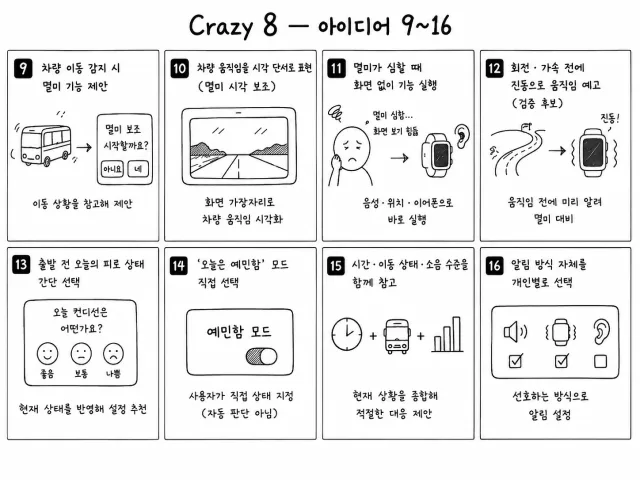 Crazy 8 — 아이디어 9~16
9 차량 이동 감지 시
멀미 기능 제안
멀미 보조
시작할까요?
아니요 네
이동 상황을 참고해 제안
10 차량 움직임을 시각 단서로 표현
(멀미 시각 보조)
화면 가장자리로
차량 움직임 시각화
11 멀미가 심할 때
화면 없이 기능 실행
멀미 심함...
화면 보기 힘듦
음성·위치·이어폰으로
바로 실행
12 회전·가속 전에
진동으로 움직임 예고
(검증 후보)
진동!
움직임 전에 미리 알려
멀미 대비
13 출발 전 오늘의 피로 상태
간단 선택
오늘 컨디션은
어떤가요?
좋음 보통 나쁨
현재 상태를 반영해 설정 추천
14 '오늘은 예민함' 모드
직접 선택
예민함 모드
사용자가 직접 상태 지정
(자동 판단 아님)
15 시간·이동 상태·소음 수준을
함께 참고
현재 상황을 종합해
적절한 대응 제안
16 알림 방식 자체를
개인별로 선택
선호하는 방식으로
알림 설정